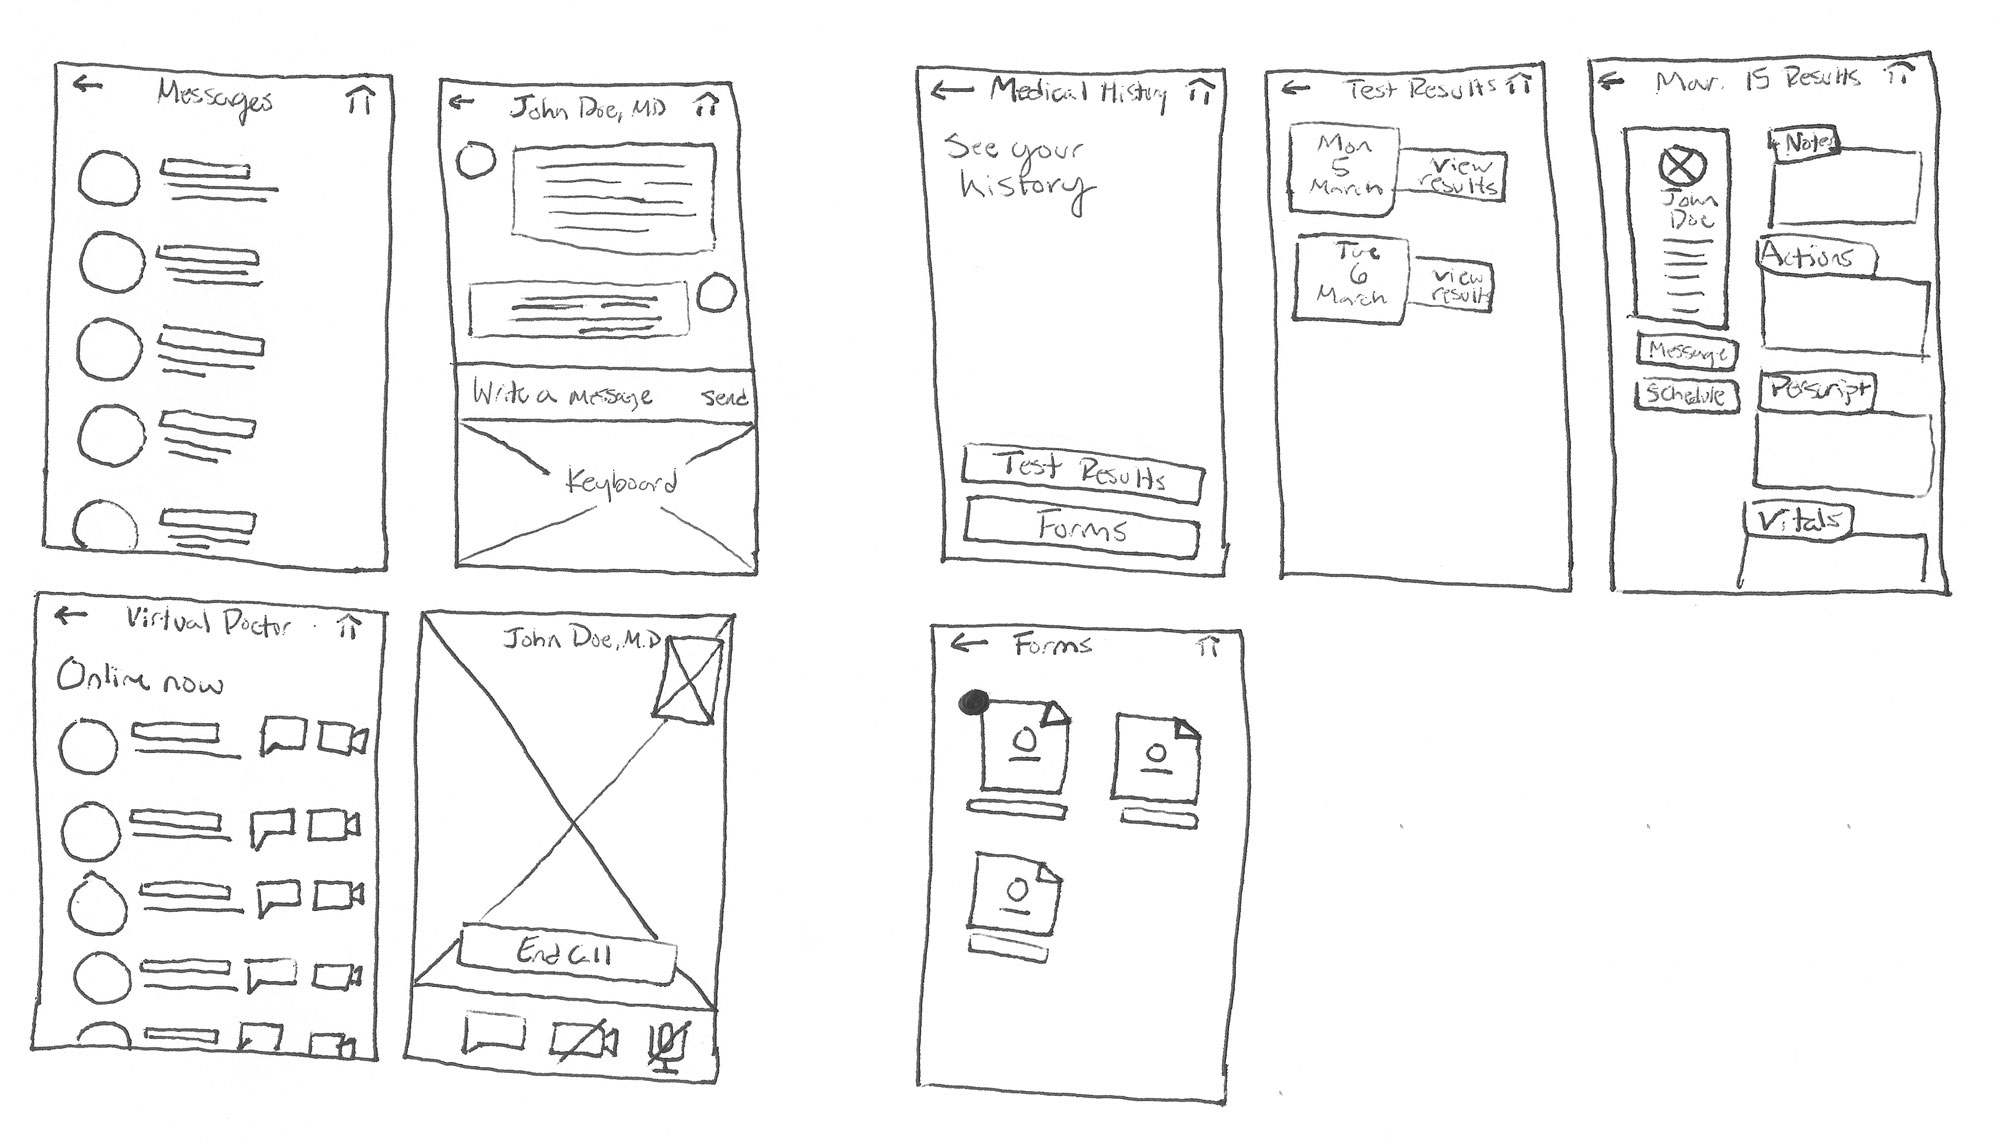 Messages
John Doe, MD
Write a message
Send
Keyboard
Medical History
See your
history
Test Results
Forms
Test Results
Mon
5
March
View
results
Tue
6
March
View
results
Mar. 15 Results
John
Doe
Message
Schedule
Notes
Actions
Perscript
Vitals
Virtual Doctor
Online now
John Doe, M.D
End Call
Forms